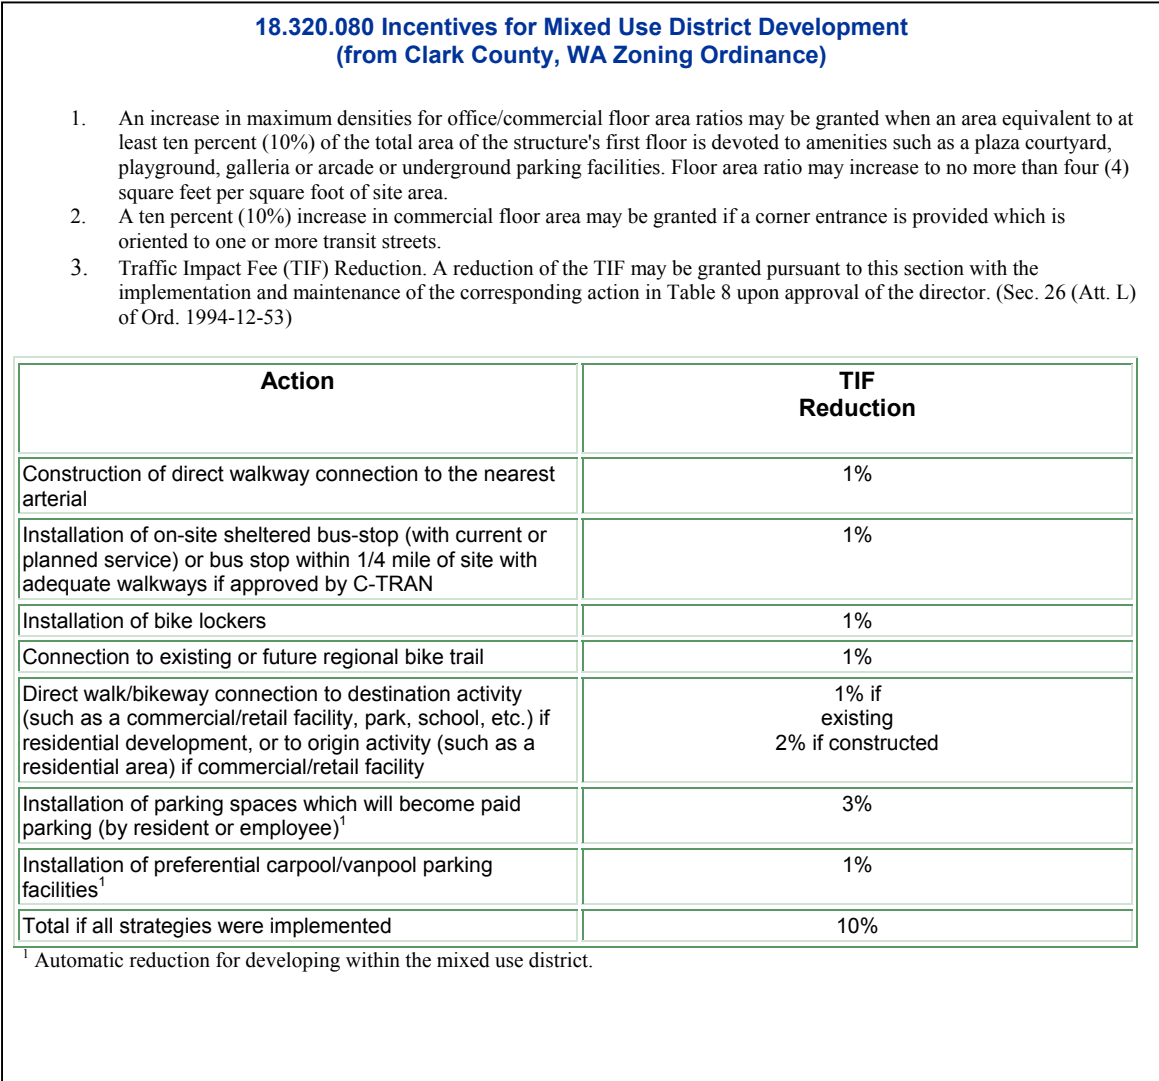 18.320.080 Incentives for Mixed Use District Development
(from Clark County, WA Zoning Ordinance)
1. An increase in maximum densities for office/commercial floor area ratios may be granted when an area equivalent to at
least ten percent (10%) of the total area of the structure's first floor is devoted to amenities such as a plaza courtyard,
playground, galleria or arcade or underground parking facilities. Floor area ratio may increase to no more than four (4)
square feet per square foot of site area.
2. A ten percent (10%) increase in commercial floor area may be granted if a corner entrance is provided which is
oriented to one or more transit streets.
3. Traffic Impact Fee (TIF) Reduction. A reduction of the TIF may be granted pursuant to this section with the
implementation and maintenance of the corresponding action in Table 8 upon approval of the director. (Sec. 26 (Att. L)
of Ord. 1994-12-53)
Action
TIF
Reduction
Construction of direct walkway connection to the nearest
arterial
1%
Installation of on-site sheltered bus-stop (with current or
planned service) or bus stop within 1/4 mile of site with
adequate walkways if approved by C-TRAN
1%
Installation of bike lockers
1%
Connection to existing or future regional bike trail
1%
Direct walk/bikeway connection to destination activity
(such as a commercial/retail facility, park, school, etc.) if
residential development, or to origin activity (such as a
residential area) if commercial/retail facility
1% if
existing
2% if constructed
Installation of parking spaces which will become paid
parking (by resident or employee)1
3%
Installation of preferential carpool/vanpool parking
facilities1
1%
Total if all strategies were implemented
10%
1 Automatic reduction for developing within the mixed use district.